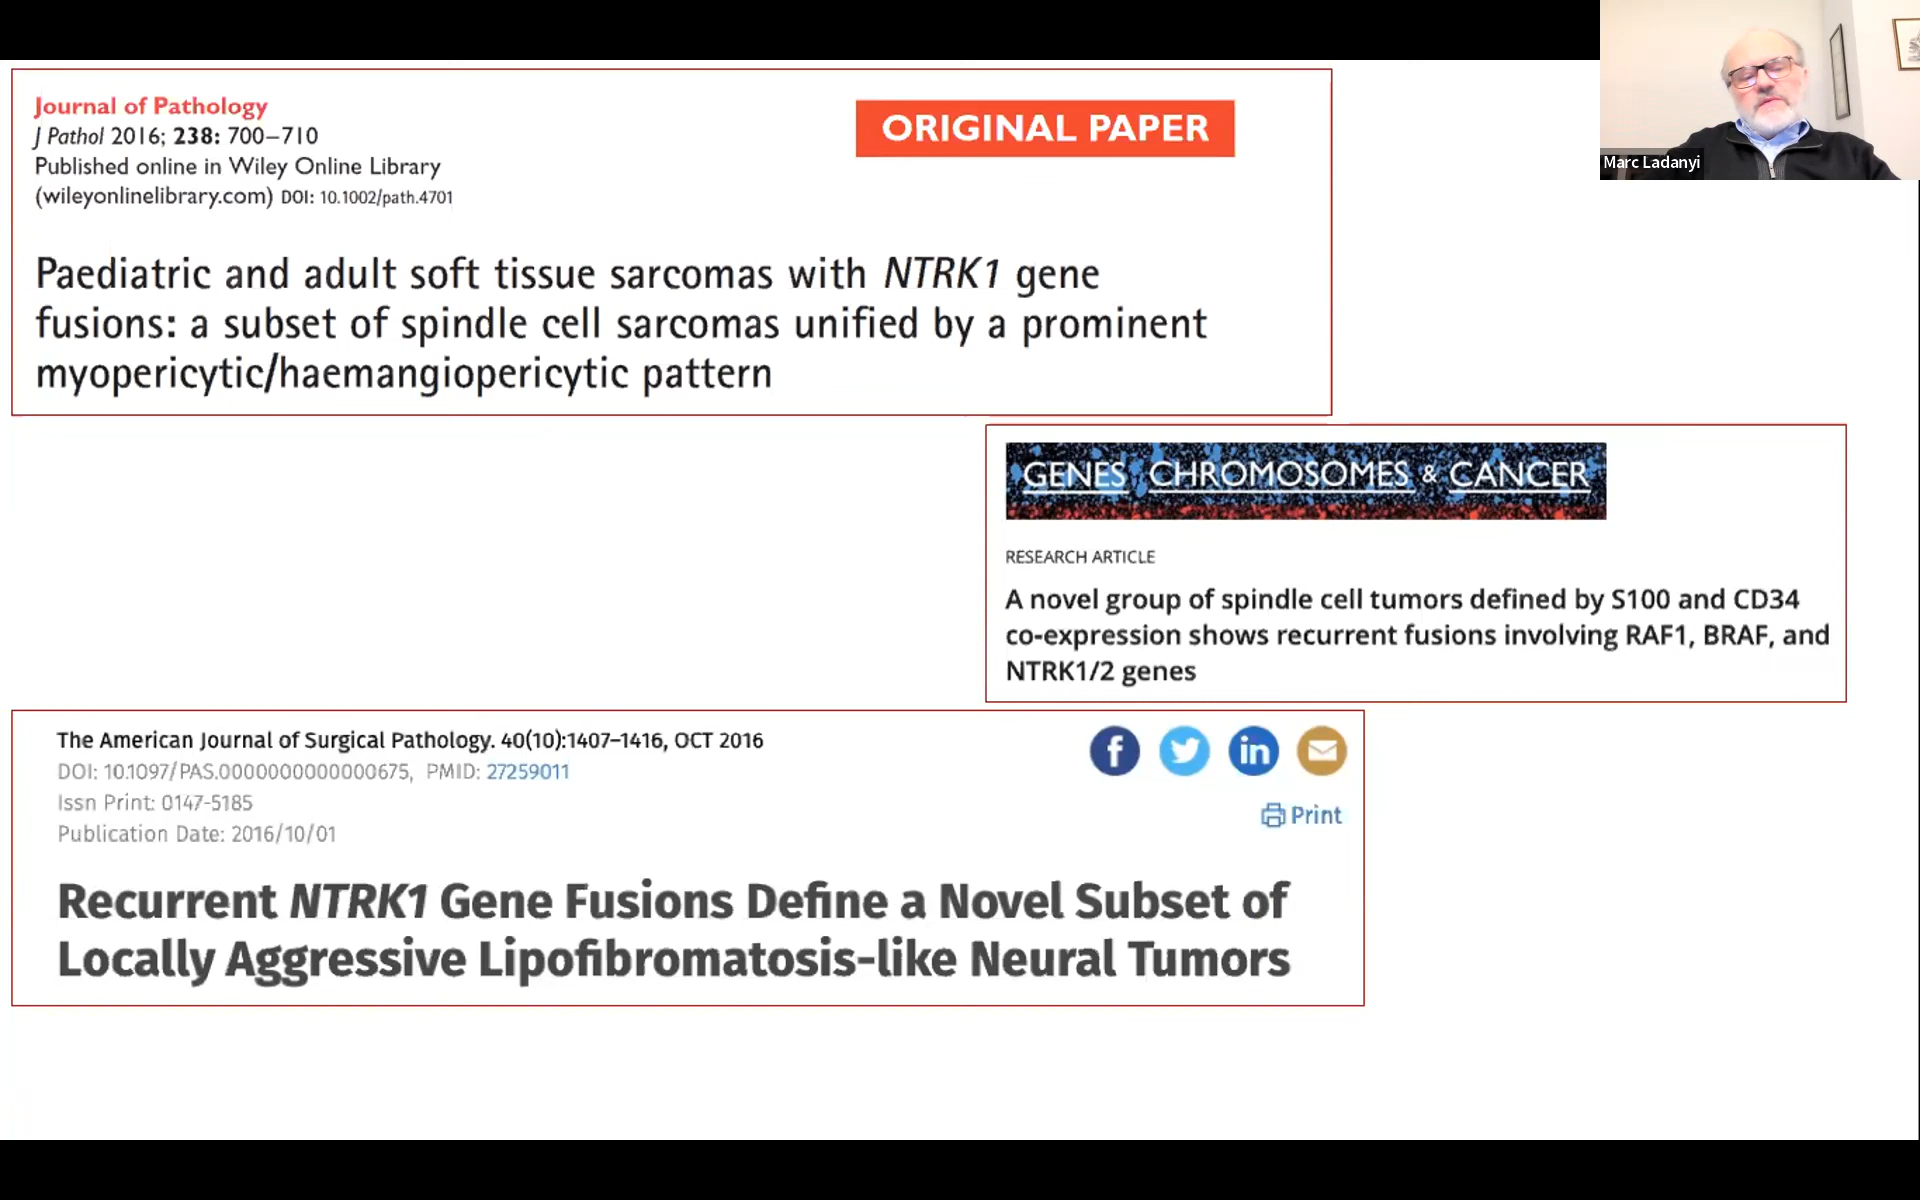 Journal of Pathology
J Pathol 2016; 238: 700–710
Published online in Wiley Online Library
(wileyonlinelibrary.com) DOI: 10.1002/path.4701
ORIGINAL PAPER
Paediatric and adult soft tissue sarcomas with NTRK1 gene
fusions: a subset of spindle cell sarcomas unified by a prominent
myopericytic/haemangiopericytic pattern
Marc Ladanyi
GENES CHROMOSOMES & CANCER
RESEARCH ARTICLE
A novel group of spindle cell tumors defined by S100 and CD34
co-expression shows recurrent fusions involving RAF1, BRAF, and
NTRK1/2 genes
The American Journal of Surgical Pathology. 40(10):1407–1416, OCT 2016
DOI: 10.1097/PAS.0000000000000675, PMID: 27259011
Issn Print: 0147-5185
Publication Date: 2016/10/01
Print
Recurrent NTRK1 Gene Fusions Define a Novel Subset of
Locally Aggressive Lipofibromatosis-like Neural Tumors